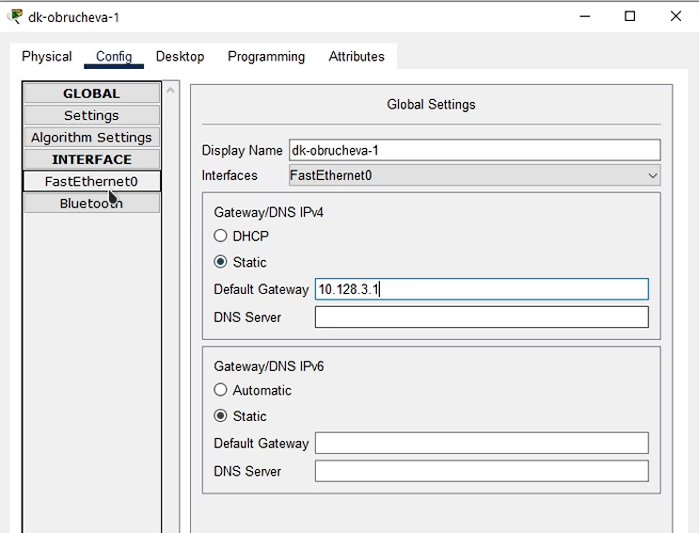 dk-obrucheva-1
Physical Config Desktop Programming Attributes
GLOBAL
Settings
Algorithm Settings
INTERFACE
FastEthernet0
Bluetooth
Global Settings
Display Name dk-obrucheva-1
Interfaces FastEthernet0
Gateway/DNS IPv4
DHCP
Static
Default Gateway 10.128.3.1
DNS Server
Gateway/DNS IPv6
Automatic
Static
Default Gateway
DNS Server